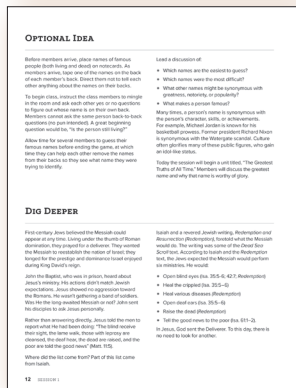 OPTIONAL IDEA
Before members arrive, place names of famous
people (both living and dead) on notecards. As
members arrive, tape one of the names on the back
of each member's back. Direct them not to tell each
other anything about the names on their backs.
To begin class, instruct the class members to mingle
in the room and ask each other yes or no questions
to figure out whose name is on their own back.
Members cannot ask the same person back-to-back
questions (no pun intended). A great beginning
question would be, "Is the person still living?"
Allow time for several members to guess their
famous names before ending the game, at which
time they can help each other remove the names
from their backs so they see what name they were
trying to identify.
Lead a discussion of:
• Which names are the easiest to guess?
• Which names were the most difficult?
• What other names might be synonymous with
greatness, notoriety, or popularity?
• What makes a person famous?
Many times, a person's name is synonymous with
the person's character, skills, or achievements.
For example, Michael Jordan is known for his
basketball prowess. Former president Richard Nixon
is synonymous with the Watergate scandal. Culture
often glorifies many of these public figures, who gain
an idol-like status.
Today the session will begin a unit titled, "The Greatest
Truths of All Time." Members will discuss the greatest
name and why that name is worthy of glory.
DIG DEEPER
First-century Jews believed the Messiah could
appear at any time. Living under the thumb of Roman
domination, they prayed for a deliverer. They wanted
the Messiah to reestablish the nation of Israel; they
longed for the prestige and dominance Israel enjoyed
during King David's reign.
John the Baptist, who was in prison, heard about
Jesus's ministry. His actions didn't match Jewish
expectations. Jesus showed no aggression toward
the Romans. He wasn't gathering a band of soldiers.
Was He the long awaited Messiah or not? John sent
his disciples to ask Jesus personally.
Rather than answering directly, Jesus told the men to
report what He had been doing: "The blind receive
their sight, the lame walk, those with leprosy are
cleansed, the deaf hear, the dead are raised, and the
poor are told the good news" (Matt. 11:5).
Where did the list come from? Part of this list came
from Isaiah.
Isaiah and a revered Jewish writing, Redemption and
Resurrection (Redemption), foretold what the Messiah
would do. The writing was some of the Dead Sea
Scroll text. According to Isaiah and the Redemption
text, the Jews expected the Messiah would perform
six ministries. He would:
• Open blind eyes (Isa. 35:5-6; 42:7; Redemption)
• Heal the crippled (Isa. 35:5–6)
• Heal various diseases (Redemption)
• Open deaf ears (Isa. 35:5–6)
• Raise the dead (Redemption)
• Tell the good news to the poor (Isa. 61:1–2).
In Jesus, God sent the Deliverer. To this day, there is
no need to look for another.
12 SESSION 1